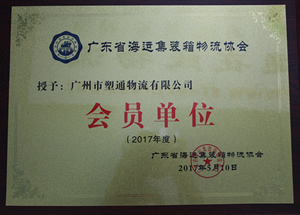 广东省海运集装箱物流协会
授予：广州市塑通物流有限公司
会员单位
（2017年度）
广东省海运集装箱物流协会
2017年5月10日